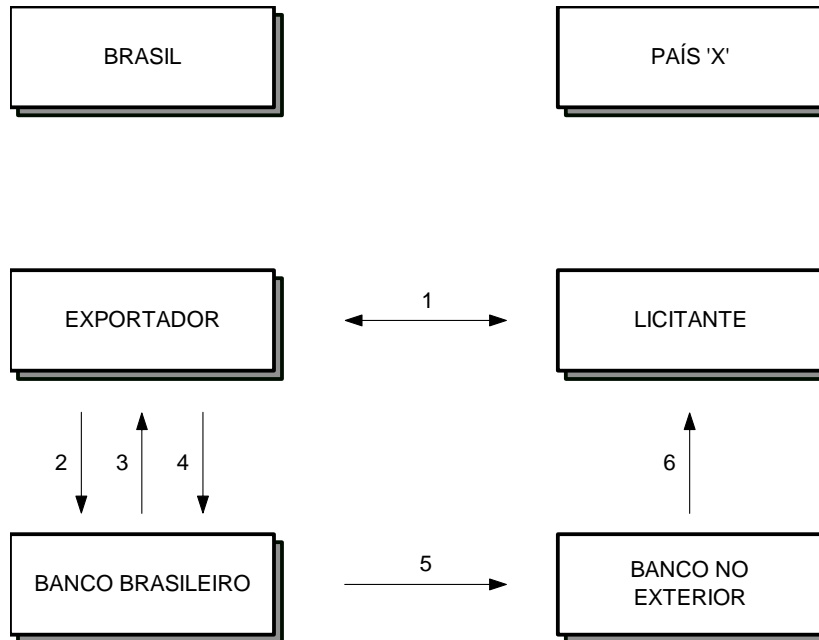 BRASIL
PAÍS 'X'
EXPORTADOR
1
LICITANTE
2
3
4
6
BANCO BRASILEIRO
5
BANCO NO
EXTERIOR